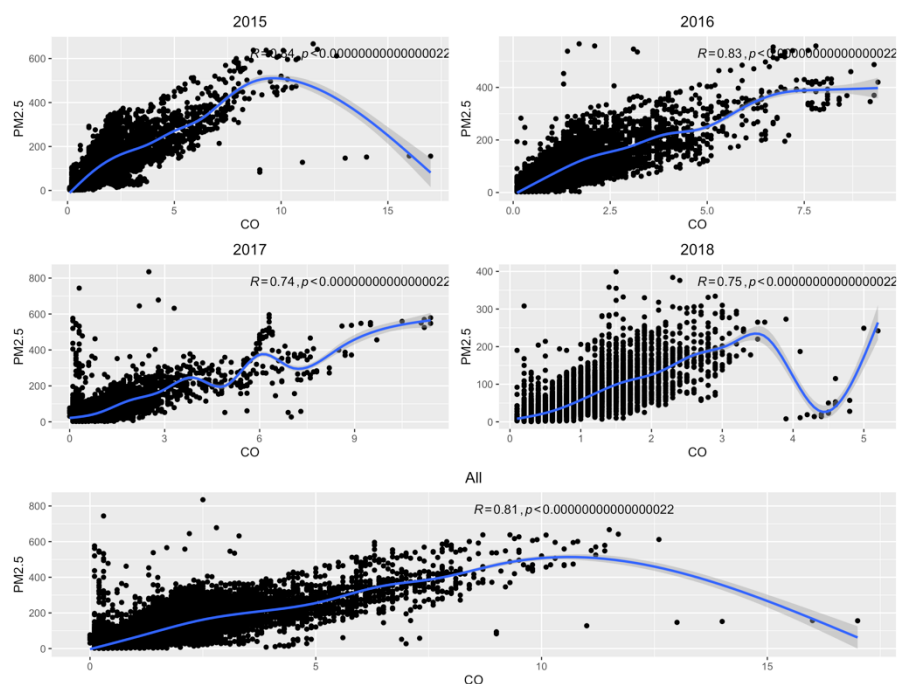 2015 2016
600 R=0.84, p<0.00000000000000022 R=0.83, p<0.00000000000000022
PM2.5 400 PM2.5 400
200 200
0 0
0 5 10 15 0.0 2.5 5.0 7.5
CO CO
2017 2018
800 R=0.74, p<0.00000000000000022 400 R=0.75, p<0.00000000000000022
600 300
PM2.5 400 PM2.5 200
200 100
0 0
0 3 6 9 0 1 2 3 4 5
CO CO
All
800 R=0.81, p<0.00000000000000022
600
PM2.5 400
200
0
0 5 10 15
CO